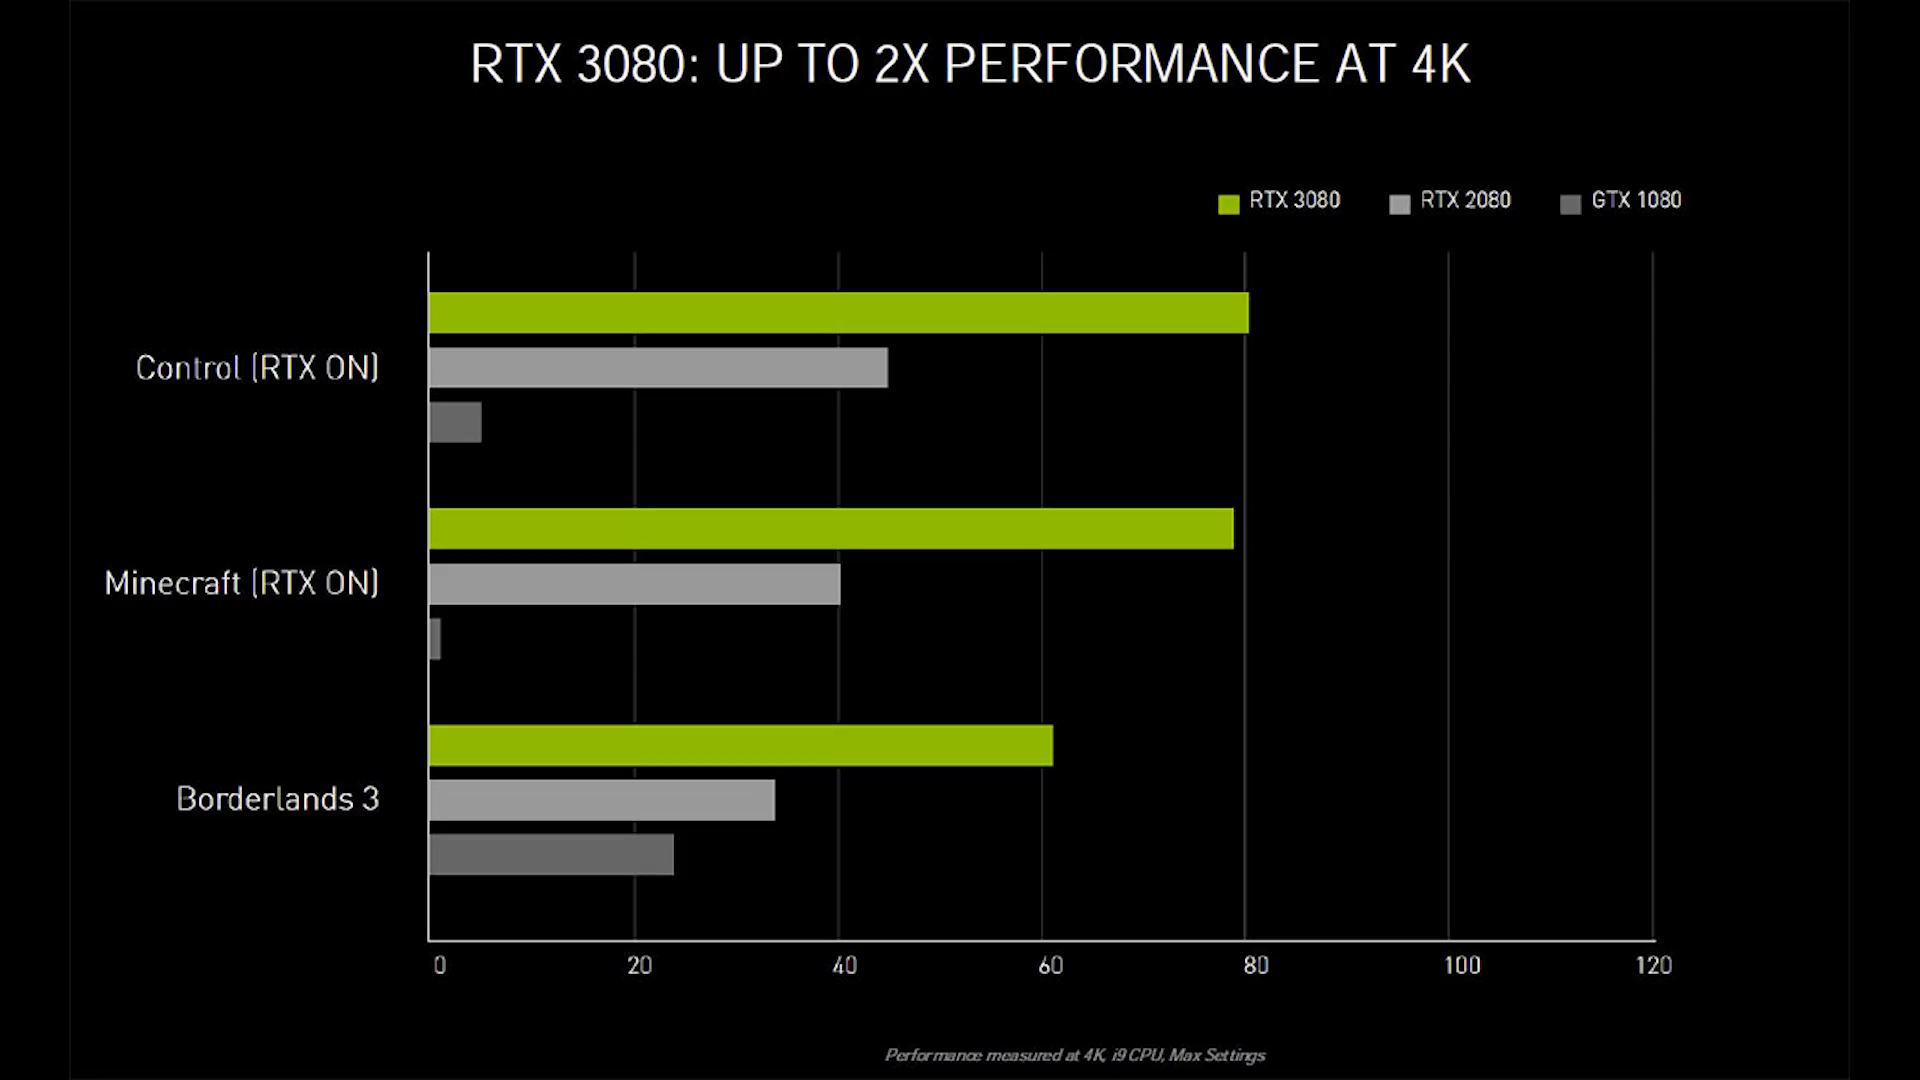 RTX 3080: UP TO 2X PERFORMANCE AT 4K
RTX 3080 RTX 2080 GTX 1080
Control (RTX ON)
Minecraft (RTX ON)
Borderlands 3
0 20 40 60 80 100 120
Performance measured at 4K, i9 CPU, Max Settings